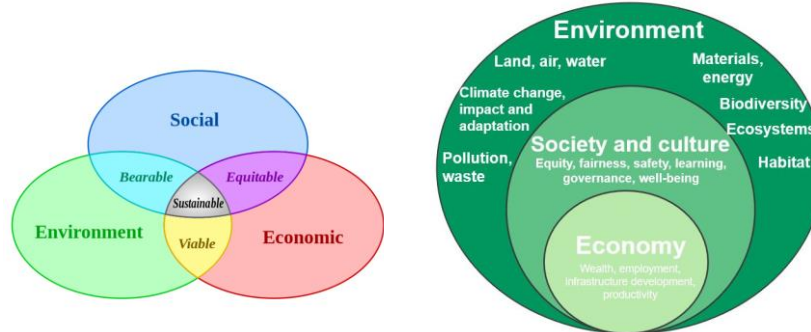 Social
Bearable
Equitable
Sustainable
Environment
Viable
Economic
Environment
Land, air, water
Materials,
energy
Climate change,
impact and
adaptation
Biodiversity
Ecosystems
Pollution,
waste
Habitat
Society and culture
Equity, fairness, safety, learning,
governance, well-being
Economy
Wealth, employment,
infrastructure development,
productivity